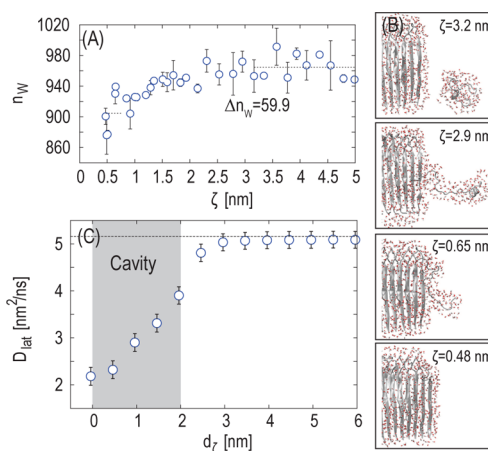 (A)
1020
980
940
900
860
n_W
Δn_W=59.9
0 0.5 1 1.5 2 2.5 3 3.5 4 4.5 5
ζ [nm]
(B)
ζ=3.2 nm
ζ=2.9 nm
ζ=0.65 nm
ζ=0.48 nm
(C)
Cavity
5
4
3
2
D_lat [nm²/ns]
0 1 2 3 4 5 6
d_ζ [nm]